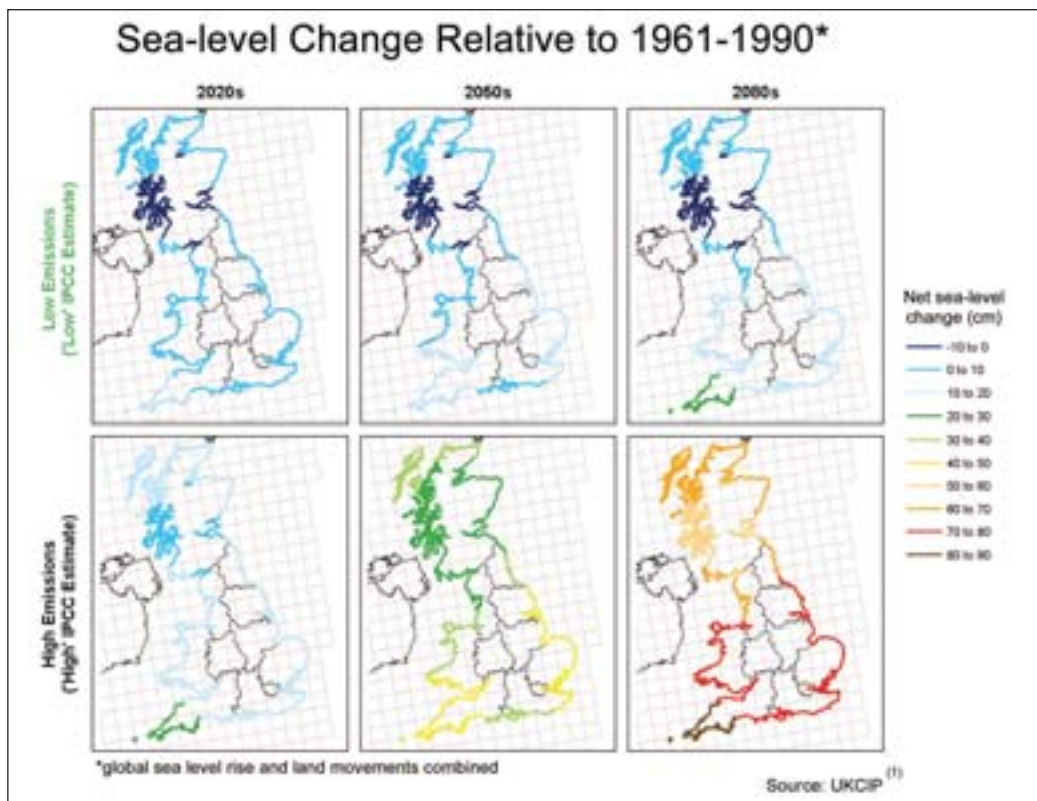 Sea-level Change Relative to 1961-1990*
2020s
2050s
2080s
Low Emissions
('Low' IPCC Estimate)
High Emissions
('High' IPCC Estimate)
Net sea-level
change (cm)
-10 to 0
0 to 10
10 to 20
20 to 30
30 to 40
40 to 50
50 to 60
60 to 70
70 to 80
80 to 90
*global sea level rise and land movements combined
Source: UKCIP (1)